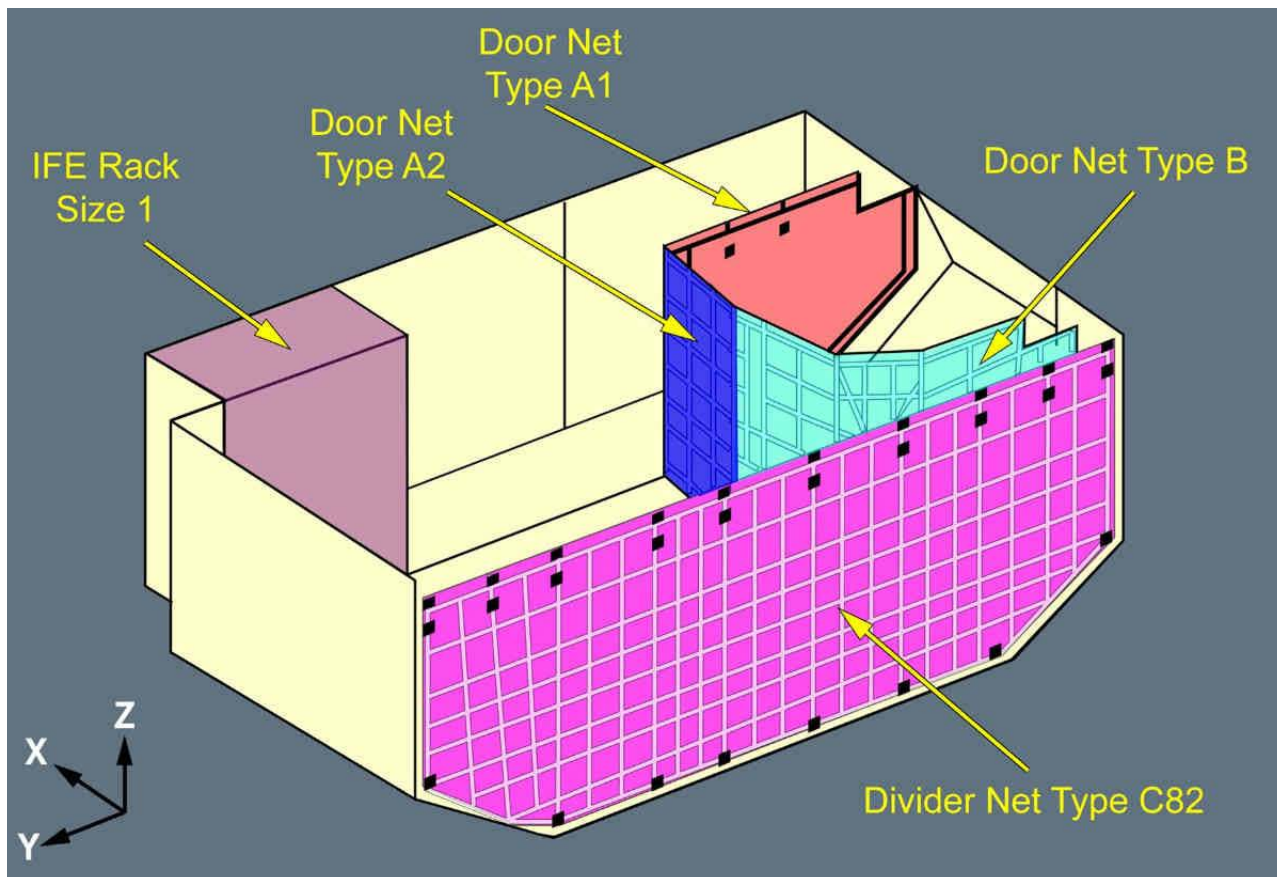 Door Net
Type A1
Door Net
Type A2
IFE Rack
Size 1
Door Net Type B
Z
X
Y
Divider Net Type C82